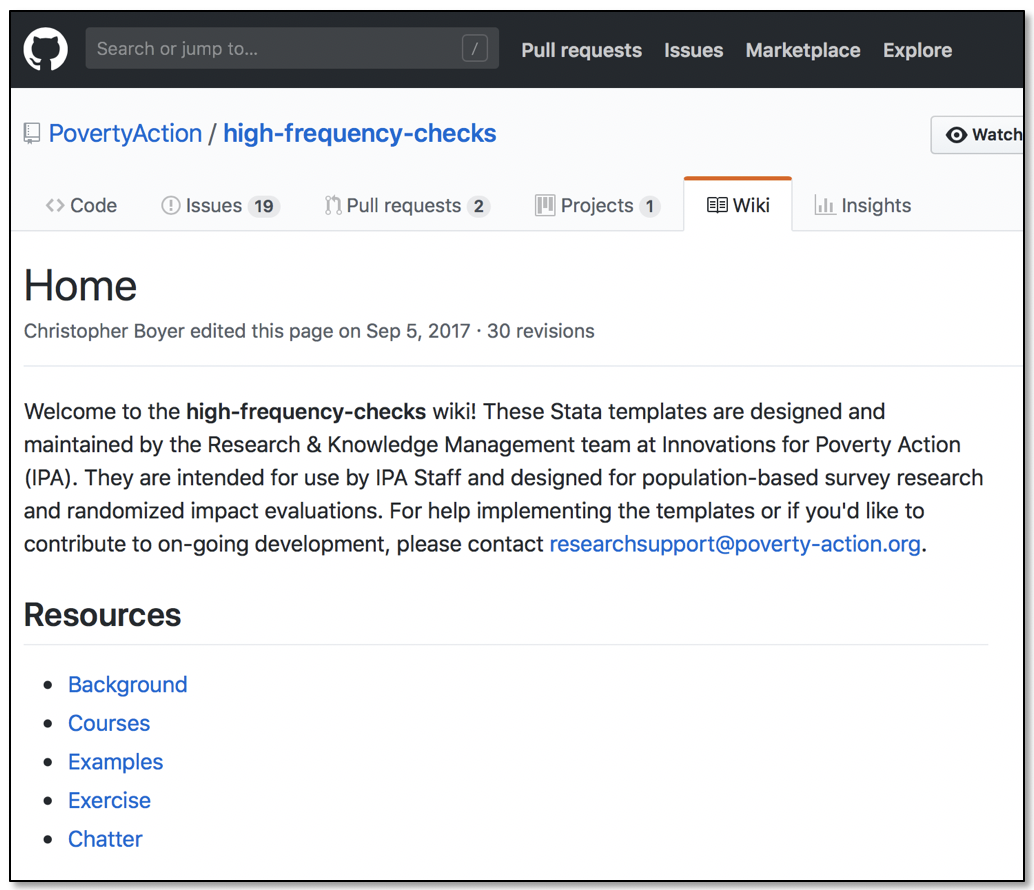 Search or jump to... /
Pull requests Issues Marketplace Explore
PovertyAction / high-frequency-checks
Watch
Code Issues 19 Pull requests 2 Projects 1 Wiki Insights
Home
Christopher Boyer edited this page on Sep 5, 2017 · 30 revisions
Welcome to the high-frequency-checks wiki! These Stata templates are designed and
maintained by the Research & Knowledge Management team at Innovations for Poverty Action
(IPA). They are intended for use by IPA Staff and designed for population-based survey research
and randomized impact evaluations. For help implementing the templates or if you'd like to
contribute to on-going development, please contact researchsupport@poverty-action.org.
Resources
• Background
• Courses
• Examples
• Exercise
• Chatter